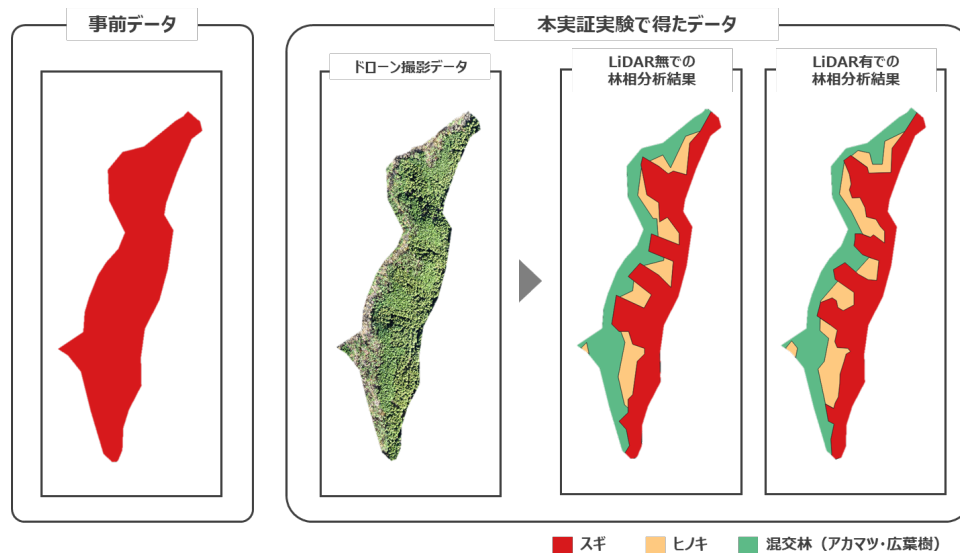 事前データ
本実証実験で得たデータ
ドローン撮影データ
LiDAR無での
林相分析結果
LiDAR有での
林相分析結果
スギ
ヒノキ
混交林（アカマツ・広葉樹）